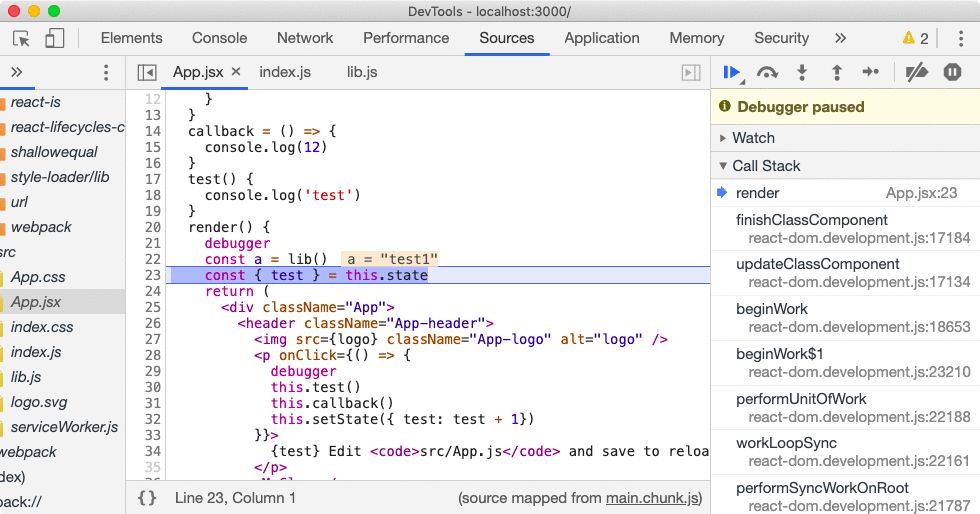 DevTools - localhost:3000/
Elements Console Network Performance Sources Application Memory Security » 2
»
react-is
react-lifecycles-c
shallowequal
style-loader/lib
url
webpack
src
App.css
App.jsx
index.css
index.js
lib.js
logo.svg
serviceWorker.js
webpack
dex)
pack://
App.jsx × index.js lib.js
12 }
13 }
14 callback = () => {
15 console.log(12)
16 }
17 test() {
18 console.log('test')
19 }
20 render() {
21 debugger
22 const a = lib() a = "test1"
23 const { test } = this.state
24 return (
25 <div className="App">
26 <header className="App-header">
27 <img src={logo} className="App-logo" alt="logo" />
28 <p onClick={() => {
29 debugger
30 this.test()
31 this.callback()
32 this.setState({ test: test + 1})
33 }}>
34 {test} Edit <code>src/App.js</code> and save to reloa
35 </p>
{} Line 23, Column 1 (source mapped from main.chunk.js)
Debugger paused
Watch
Call Stack
render App.jsx:23
finishClassComponent
react-dom.development.js:17184
updateClassComponent
react-dom.development.js:17134
beginWork
react-dom.development.js:18653
beginWork$1
react-dom.development.js:23210
performUnitOfWork
react-dom.development.js:22188
workLoopSync
react-dom.development.js:22161
performSyncWorkOnRoot
react-dom.development.js:21787